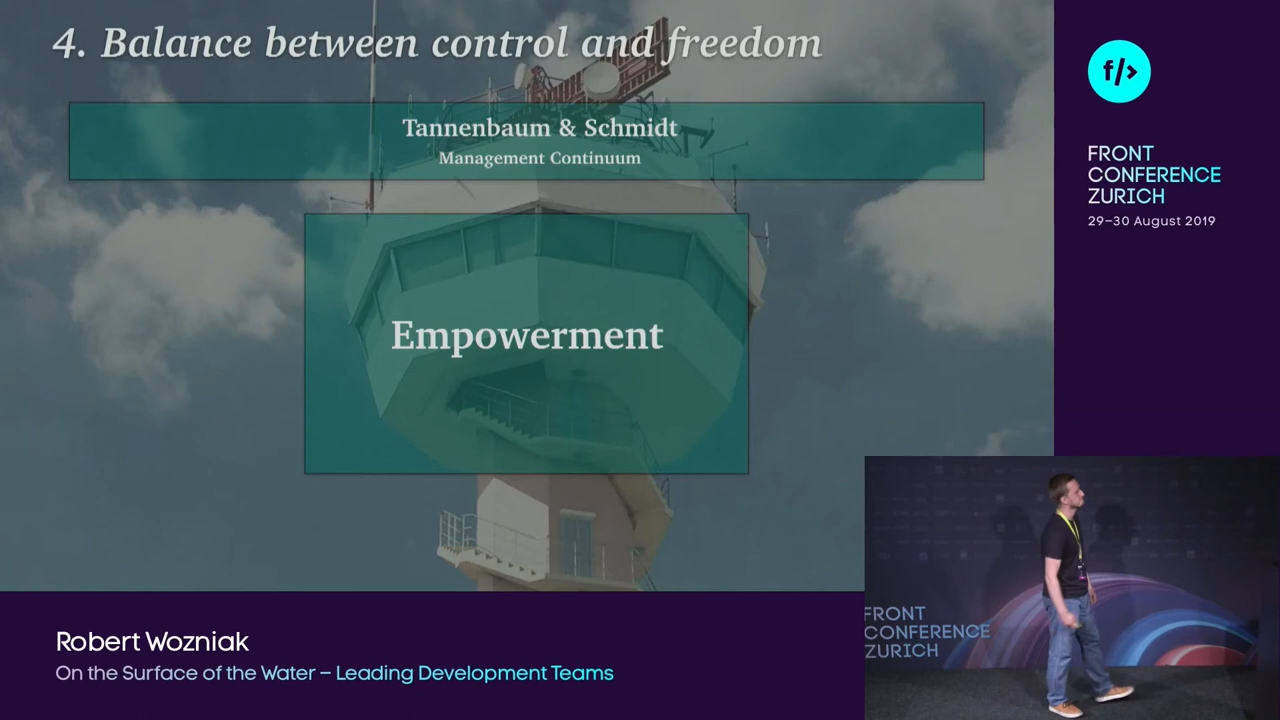 4. Balance between control and freedom
Tannenbaum & Schmidt
Management Continuum
Empowerment
f/>
FRONT
CONFERENCE
ZURICH
29–30 August 2019
Robert Wozniak
On the Surface of the Water – Leading Development Teams
FRONT
CONFERENCE
ZURICH